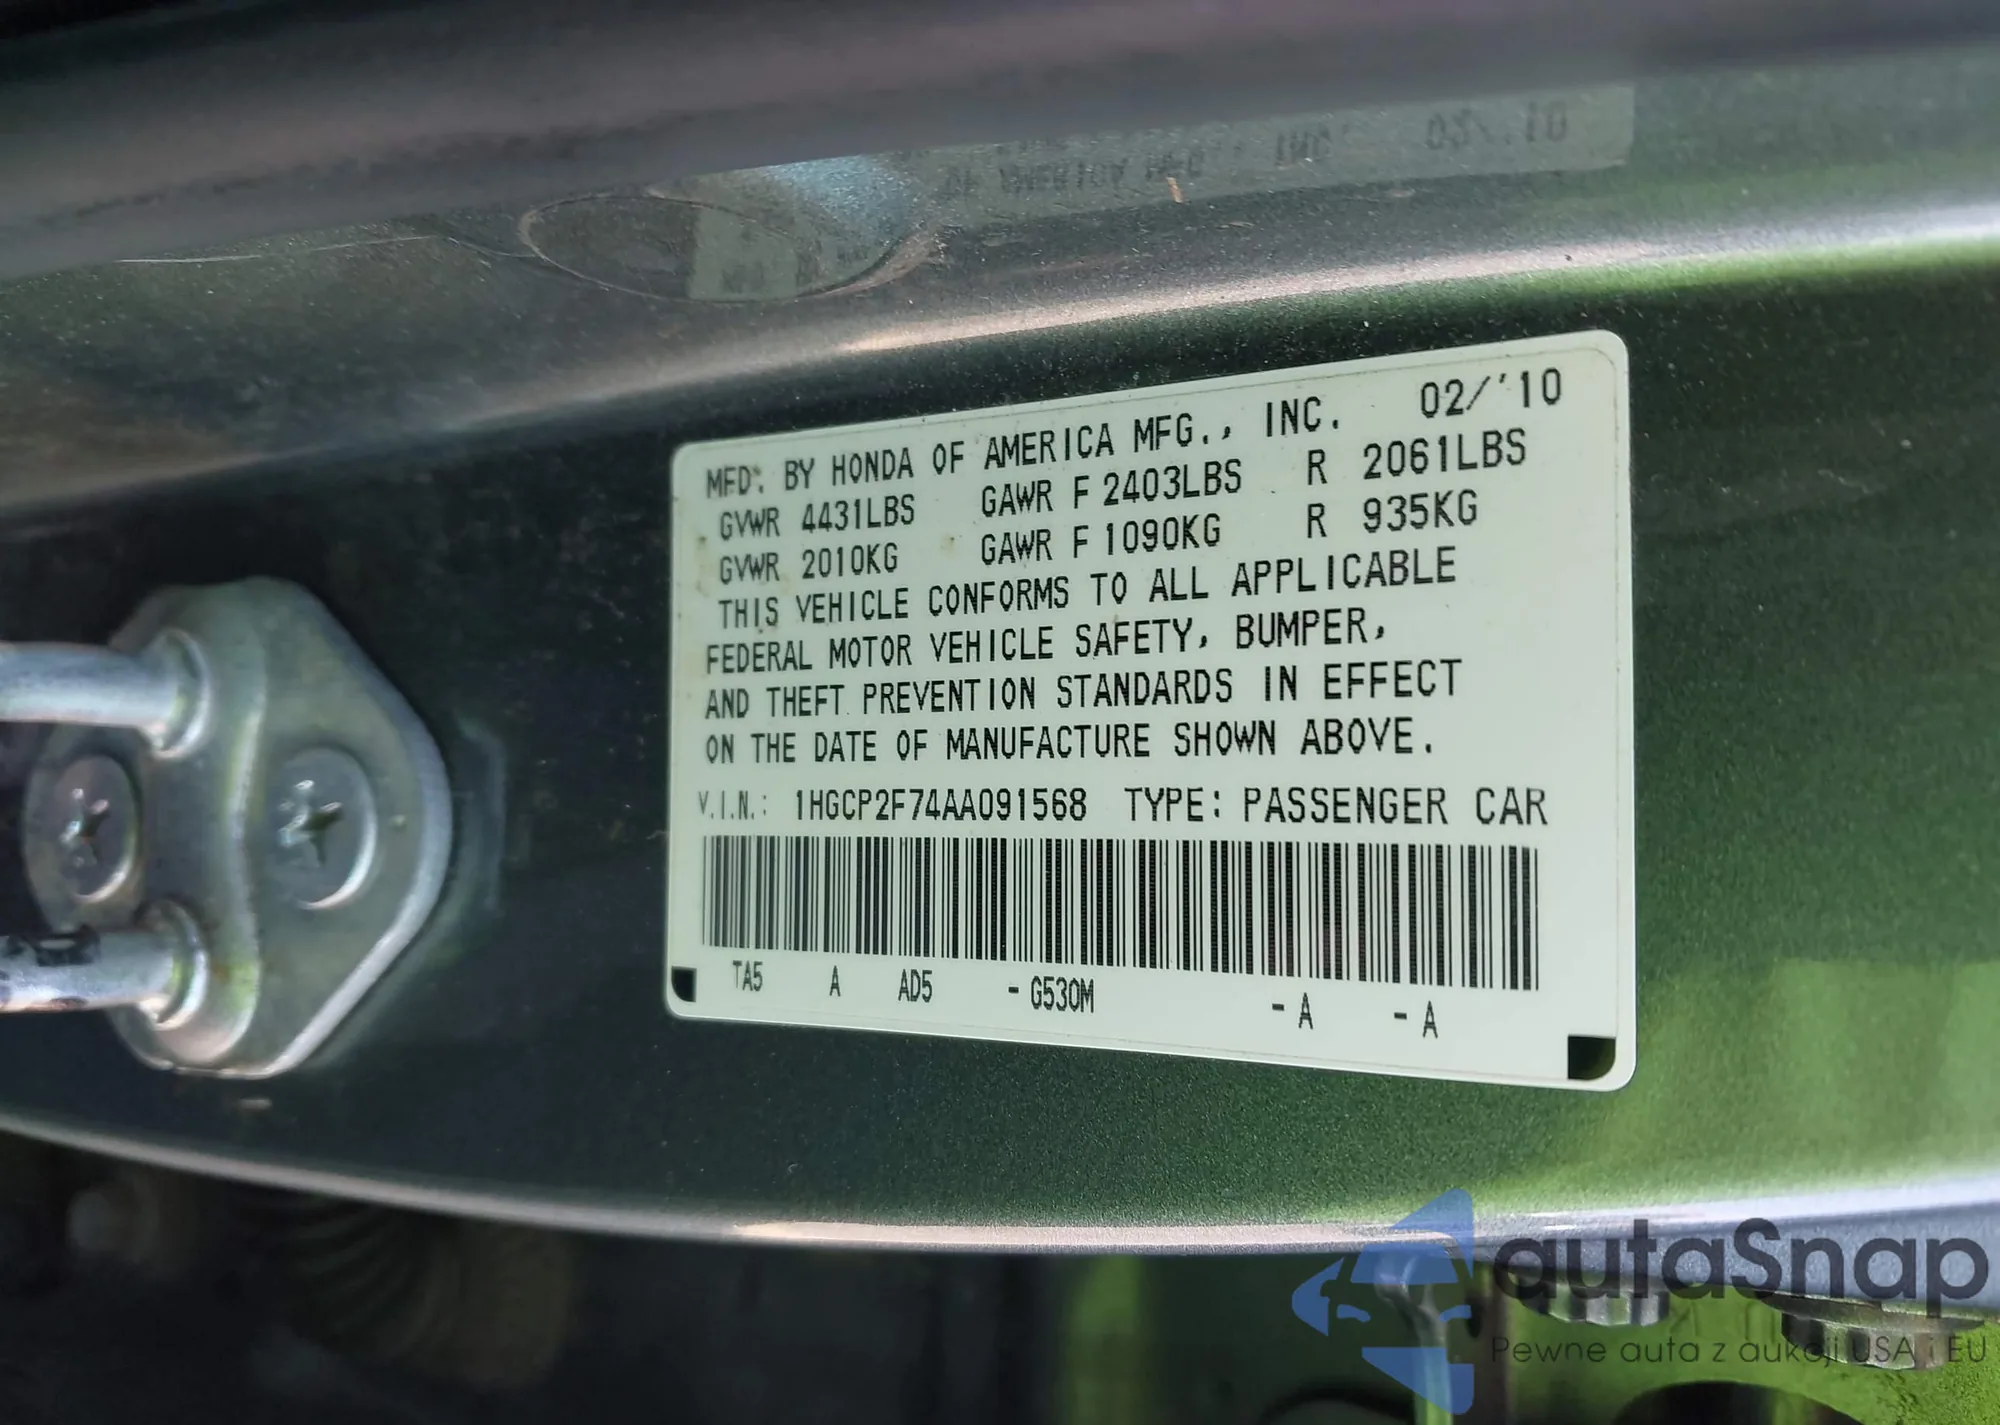 MFD. BY HONDA OF AMERICA MFG., INC. 02/'10
GVWR 4431LBS GAWR F 2403LBS R 2061LBS
GVWR 2010KG GAWR F 1090KG R 935KG
THIS VEHICLE CONFORMS TO ALL APPLICABLE
FEDERAL MOTOR VEHICLE SAFETY, BUMPER,
AND THEFT PREVENTION STANDARDS IN EFFECT
ON THE DATE OF MANUFACTURE SHOWN ABOVE.
V.I.N.: 1HGCP2F74AA091568 TYPE: PASSENGER CAR
TA5 A AD5 - G530M - A - A
autaSnap
Pewne auta z aukcji USA i EU